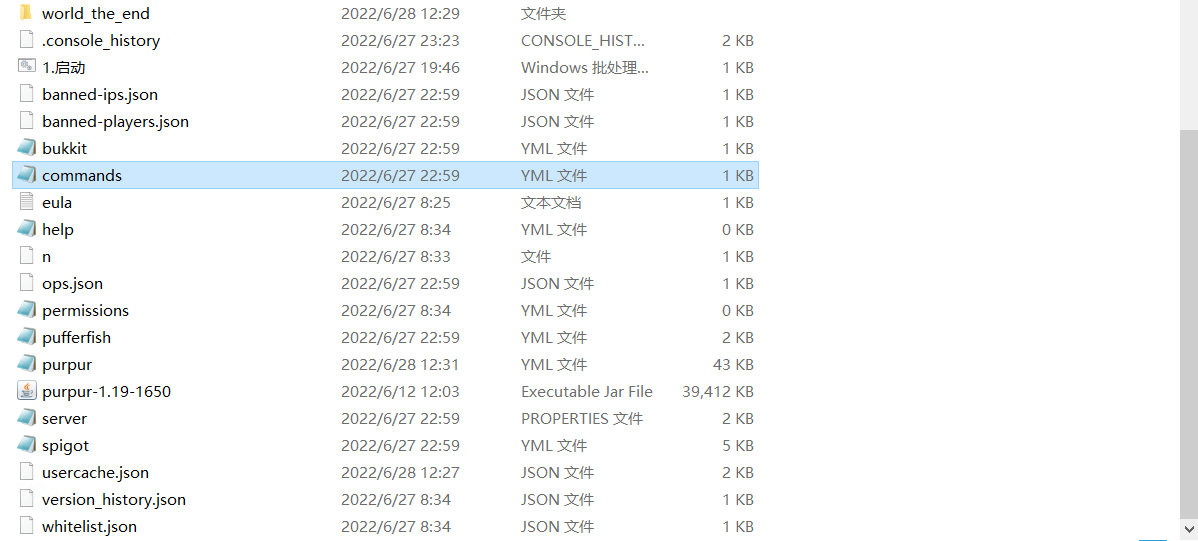 world_the_end 2022/6/28 12:29 文件夹
.console_history 2022/6/27 23:23 CONSOLE_HIST... 2 KB
1.启动 2022/6/27 19:46 Windows 批处理... 1 KB
banned-ips.json 2022/6/27 22:59 JSON 文件 1 KB
banned-players.json 2022/6/27 22:59 JSON 文件 1 KB
bukkit 2022/6/27 22:59 YML 文件 1 KB
commands 2022/6/27 22:59 YML 文件 1 KB
eula 2022/6/27 8:25 文本文档 1 KB
help 2022/6/27 8:34 YML 文件 0 KB
n 2022/6/27 8:33 文件 1 KB
ops.json 2022/6/27 22:59 JSON 文件 1 KB
permissions 2022/6/27 8:34 YML 文件 0 KB
pufferfish 2022/6/27 22:59 YML 文件 2 KB
purpur 2022/6/28 12:31 YML 文件 43 KB
purpur-1.19-1650 2022/6/12 12:03 Executable Jar File 39,412 KB
server 2022/6/27 22:59 PROPERTIES 文件 2 KB
spigot 2022/6/27 22:59 YML 文件 5 KB
usercache.json 2022/6/28 12:27 JSON 文件 2 KB
version_history.json 2022/6/27 8:34 JSON 文件 1 KB
whitelist.json 2022/6/27 8:34 JSON 文件 1 KB